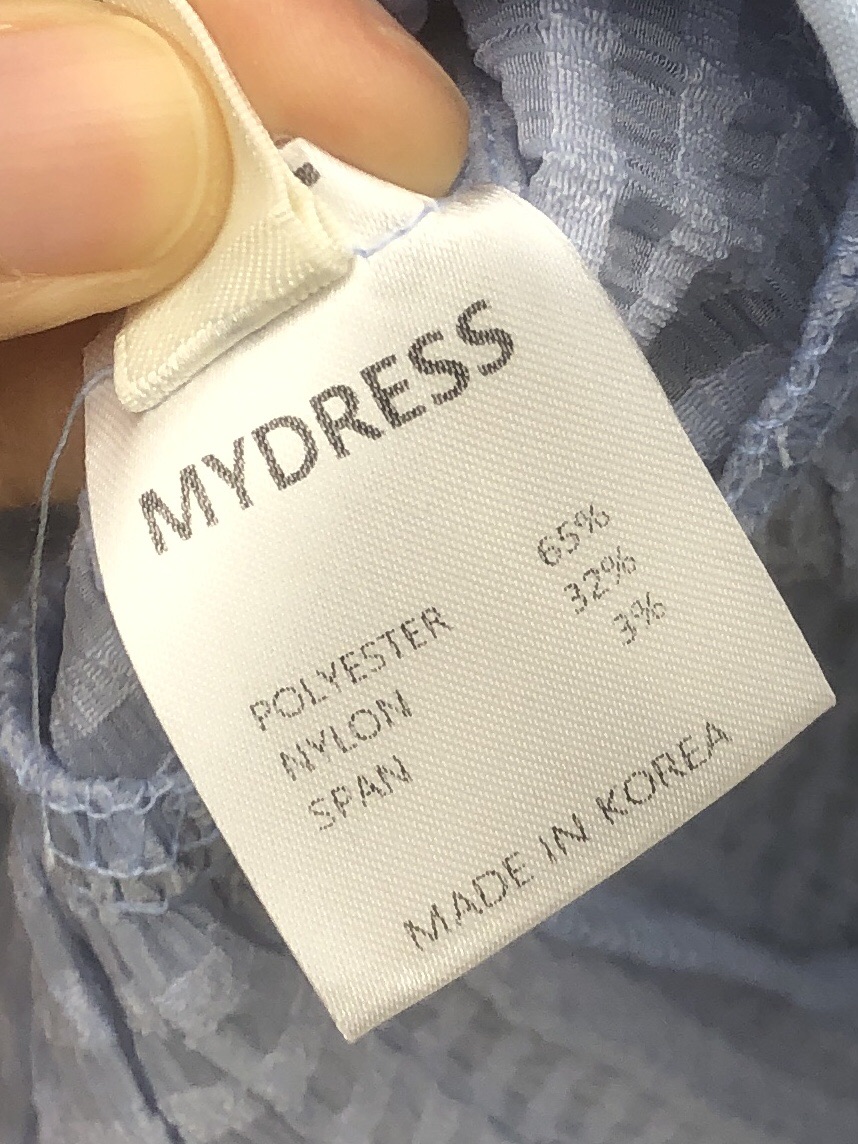 MYDRESS
POLYESTER 65%
NYLON 32%
SPAN 3%
MADE IN KOREA